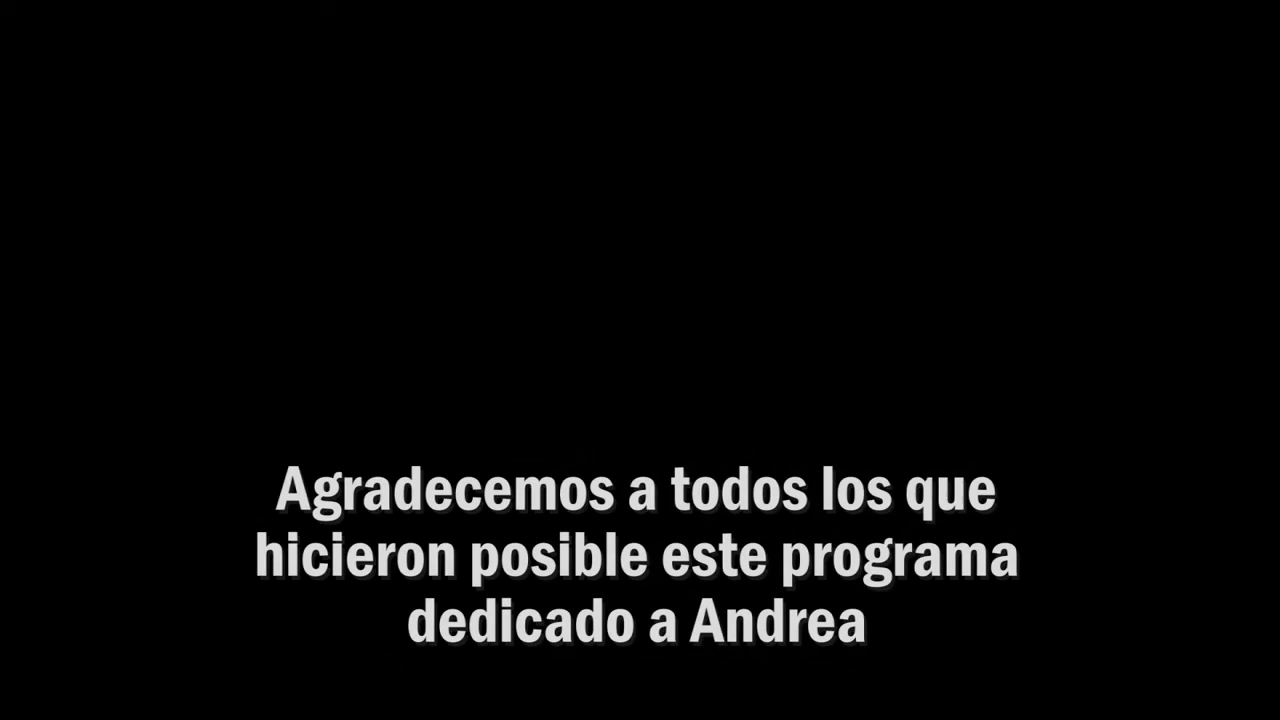 Agradecemos a todos los que
hicieron posible este programa
dedicado a Andrea